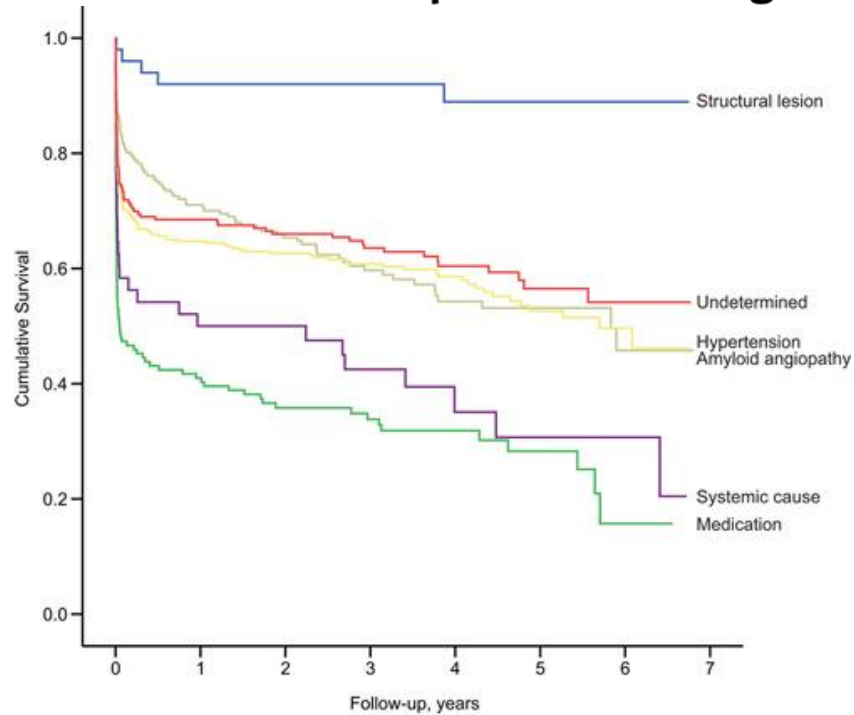 1.0
0.8
0.6
0.4
0.2
0.0
Cumulative Survival
Structural lesion
Undetermined
Hypertension
Amyloid angiopathy
Systemic cause
Medication
0 1 2 3 4 5 6 7
Follow-up, years